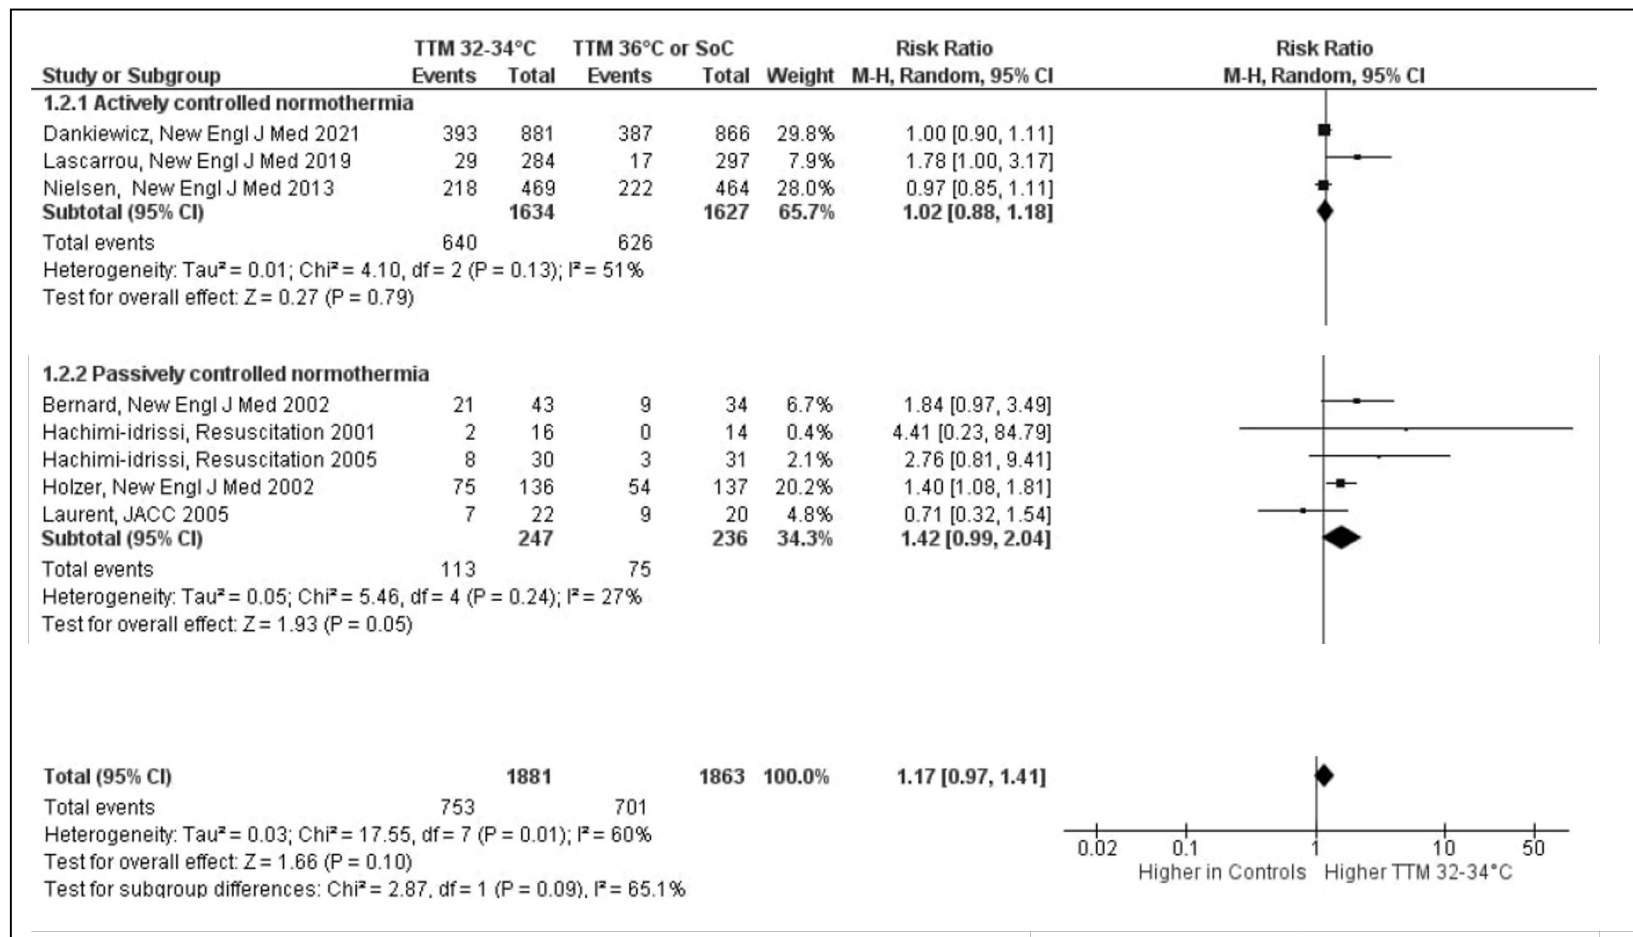 TTM 32-34°C TTM 36°C or SoC Risk Ratio Risk Ratio
Study or Subgroup Events Total Events Total Weight M-H, Random, 95% CI M-H, Random, 95% CI
1.2.1 Actively controlled normothermia
Dankiewicz, New Engl J Med 2021 393 881 387 866 29.8% 1.00 [0.90, 1.11]
Lascarrou, New Engl J Med 2019 29 284 17 297 7.9% 1.78 [1.00, 3.17]
Nielsen, New Engl J Med 2013 218 469 222 464 28.0% 0.97 [0.85, 1.11]
Subtotal (95% CI) 1634 1627 65.7% 1.02 [0.88, 1.18]
Total events 640 626
Heterogeneity: Tau² = 0.01; Chi² = 4.10, df = 2 (P = 0.13); I² = 51%
Test for overall effect: Z = 0.27 (P = 0.79)
1.2.2 Passively controlled normothermia
Bernard, New Engl J Med 2002 21 43 9 34 6.7% 1.84 [0.97, 3.49]
Hachimi-idrissi, Resuscitation 2001 2 16 0 14 0.4% 4.41 [0.23, 84.79]
Hachimi-idrissi, Resuscitation 2005 8 30 3 31 2.1% 2.76 [0.81, 9.41]
Holzer, New Engl J Med 2002 75 136 54 137 20.2% 1.40 [1.08, 1.81]
Laurent, JACC 2005 7 22 9 20 4.8% 0.71 [0.32, 1.54]
Subtotal (95% CI) 247 236 34.3% 1.42 [0.99, 2.04]
Total events 113 75
Heterogeneity: Tau² = 0.05; Chi² = 5.46, df = 4 (P = 0.24); I² = 27%
Test for overall effect: Z = 1.93 (P = 0.05)
Total (95% CI) 1881 1863 100.0% 1.17 [0.97, 1.41]
Total events 753 701
Heterogeneity: Tau² = 0.03; Chi² = 17.55, df = 7 (P = 0.01); I² = 60%
Test for overall effect: Z = 1.66 (P = 0.10)
Test for subgroup differences: Chi² = 2.87, df = 1 (P = 0.09), I² = 65.1%
0.02 0.1 1 10 50
Higher in Controls Higher TTM 32-34°C